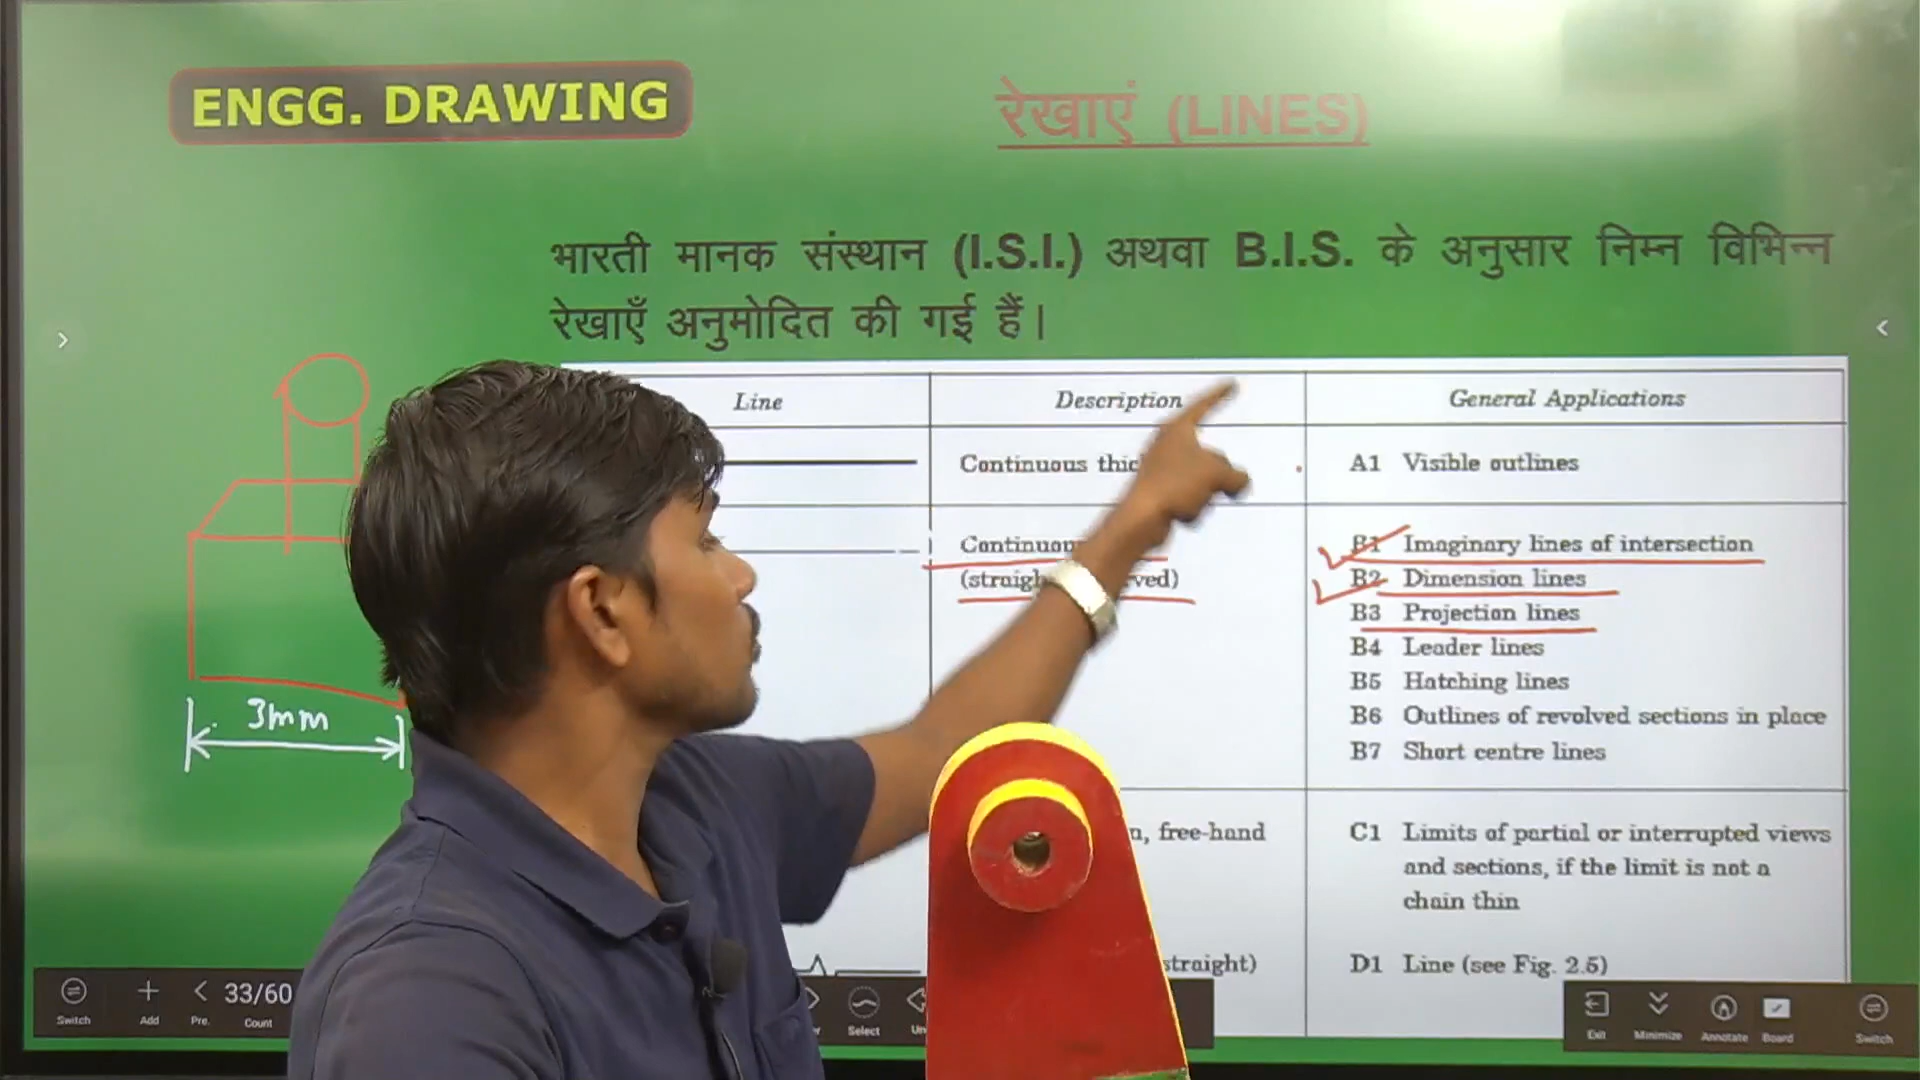 ENGG. DRAWING
रेखाएं (LINES)
भारती मानक संस्थान (I.S.I.) अथवा B.I.S. के अनुसार निम्न विभिन्न
रेखाएँ अनुमोदित की गई हैं।
Line Description General Applications
Continuous A1 Visible outlines
B1 Imaginary lines of intersection
B2 Dimension lines
B3 Projection lines
B4 Leader lines
B5 Hatching lines
B6 Outlines of revolved sections in place
B7 Short centre lines
free-hand C1 Limits of partial or interrupted views
and sections, if the limit is not a
chain thin
straight) D1 Line (see Fig. 2.5)
3mm
Switch Add Pre. 33/60 Count Select Exit Minimize Annotate Board Switch